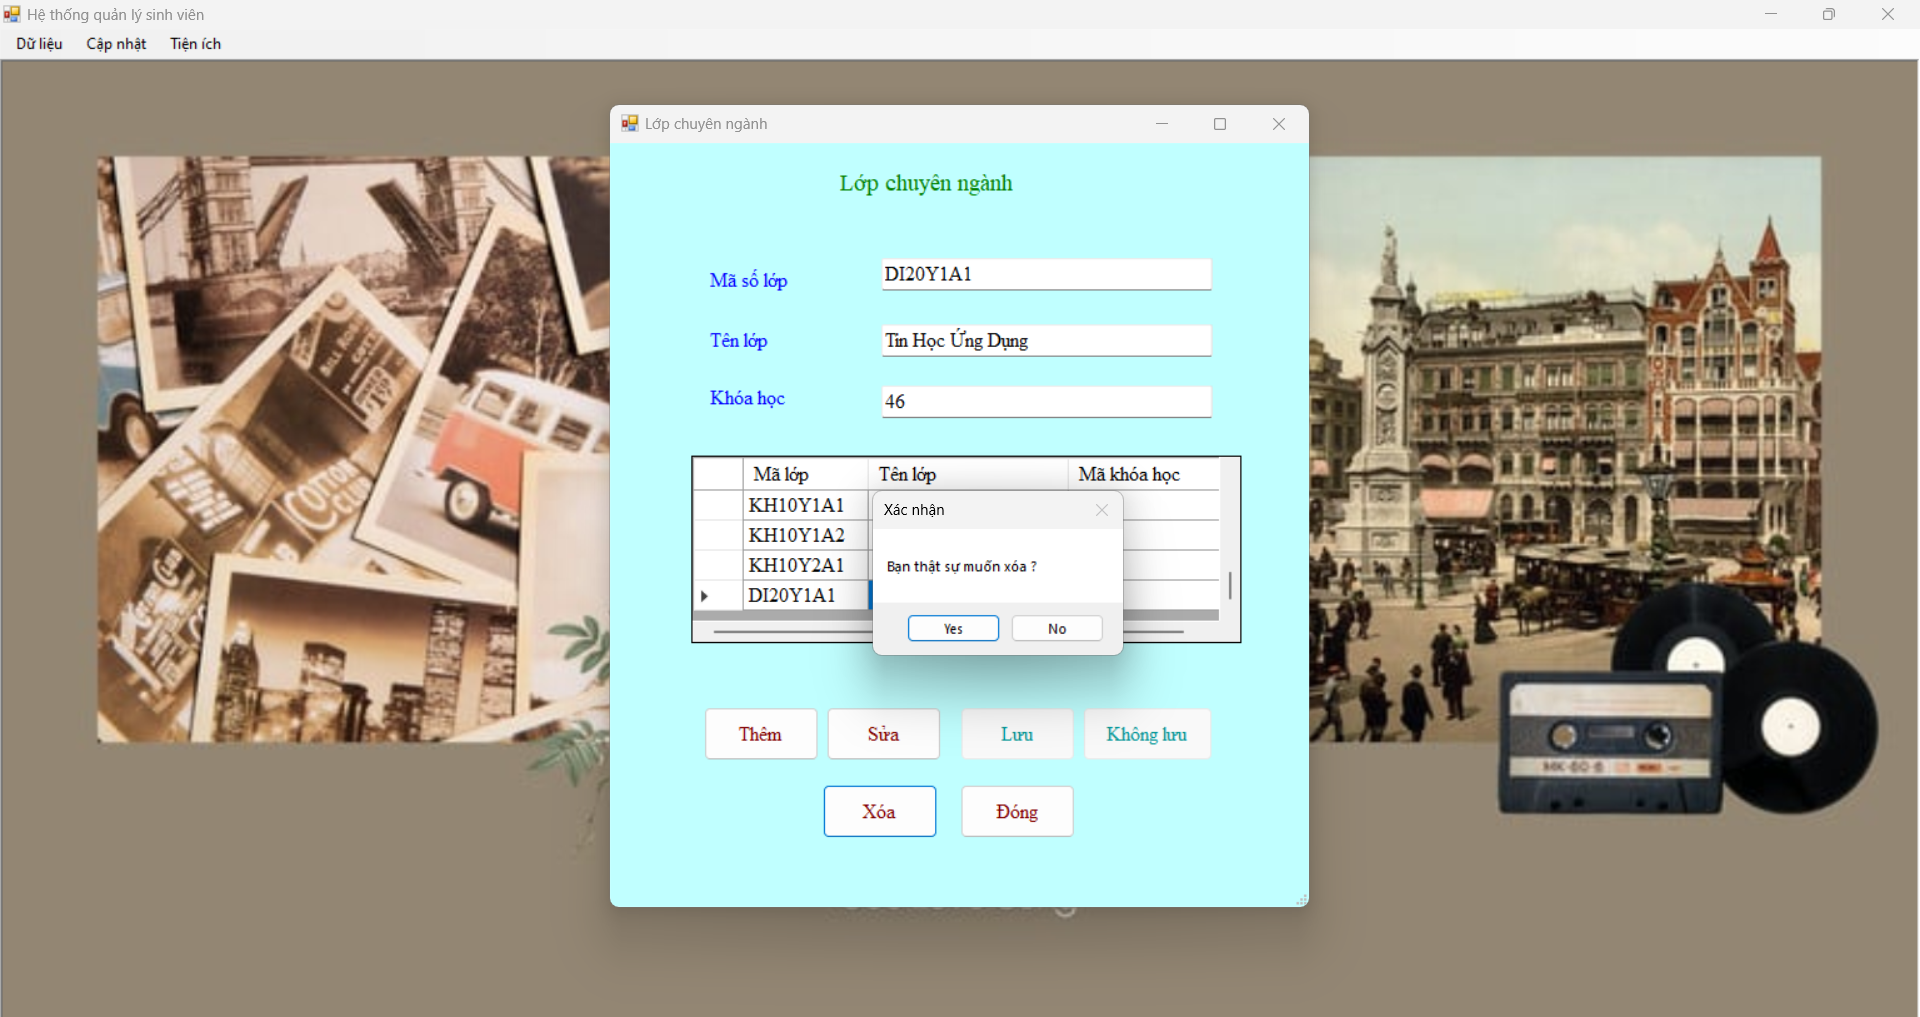 Hệ thống quản lý sinh viên
Dữ liệu Cập nhật Tiện ích
Lớp chuyên ngành
Lớp chuyên ngành
Mã số lớp DI20Y1A1
Tên lớp Tin Học Ứng Dụng
Khóa học 46
Mã lớp Tên lớp Mã khóa học
KH10Y1A1
KH10Y1A2
KH10Y2A1
DI20Y1A1
Xác nhận
Bạn thật sự muốn xóa ?
Yes No
Thêm Sửa Lưu Không lưu
Xóa Đóng
COTTON
CLUB